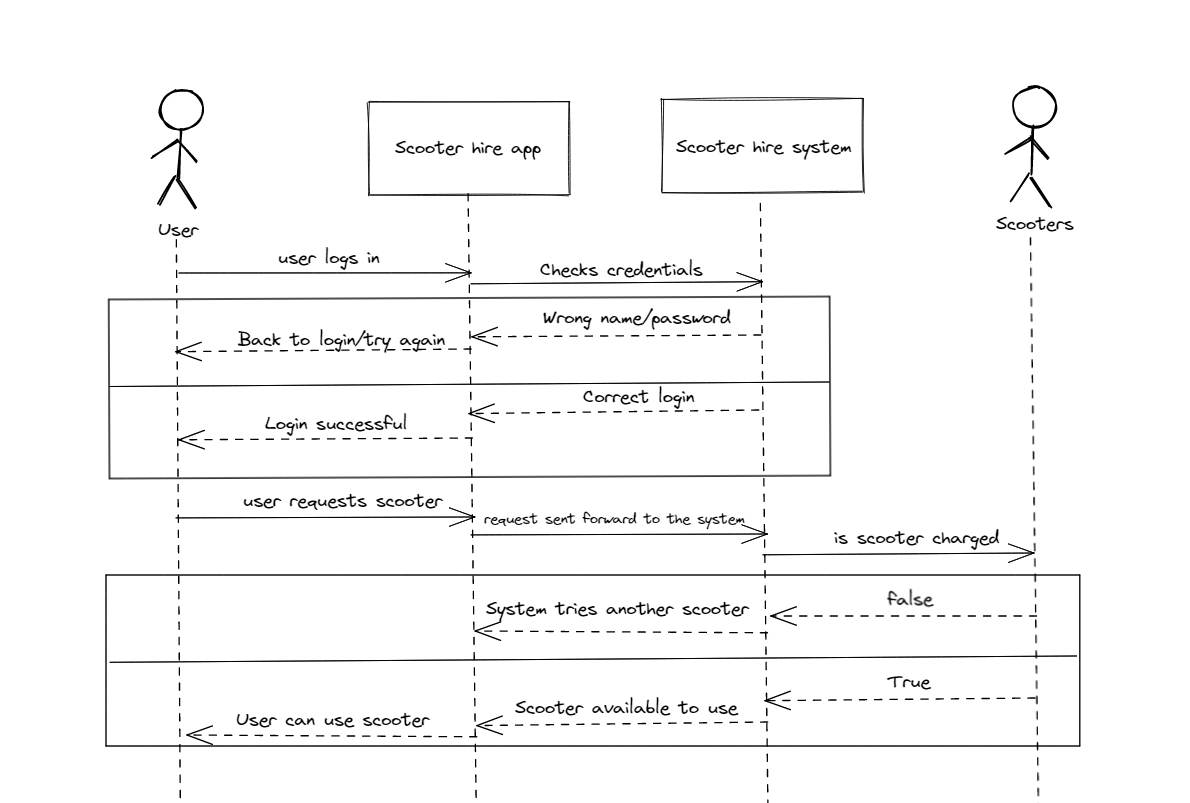 Scooter hire app
Scooter hire system
User
Scooters
user logs in
Checks credentials
Wrong name/password
Back to login/try again
Correct login
Login successful
user requests scooter
request sent forward to the system
is scooter charged
false
System tries another scooter
True
Scooter available to use
User can use scooter